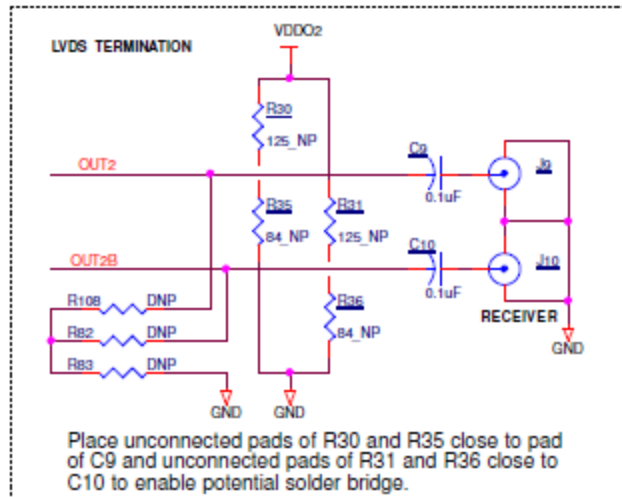 VDDO2
LVDS TERMINATION
R30
125_NP
OUT2
C9
0.1uF
J9
R35
84_NP
R31
125_NP
OUT2B
C10
0.1uF
J10
R108 DNP
R36
84_NP
RECEIVER
R82 DNP
GND
R83 DNP
GND
GND
Place unconnected pads of R30 and R35 close to pad
of C9 and unconnected pads of R31 and R36 close to
C10 to enable potential solder bridge.